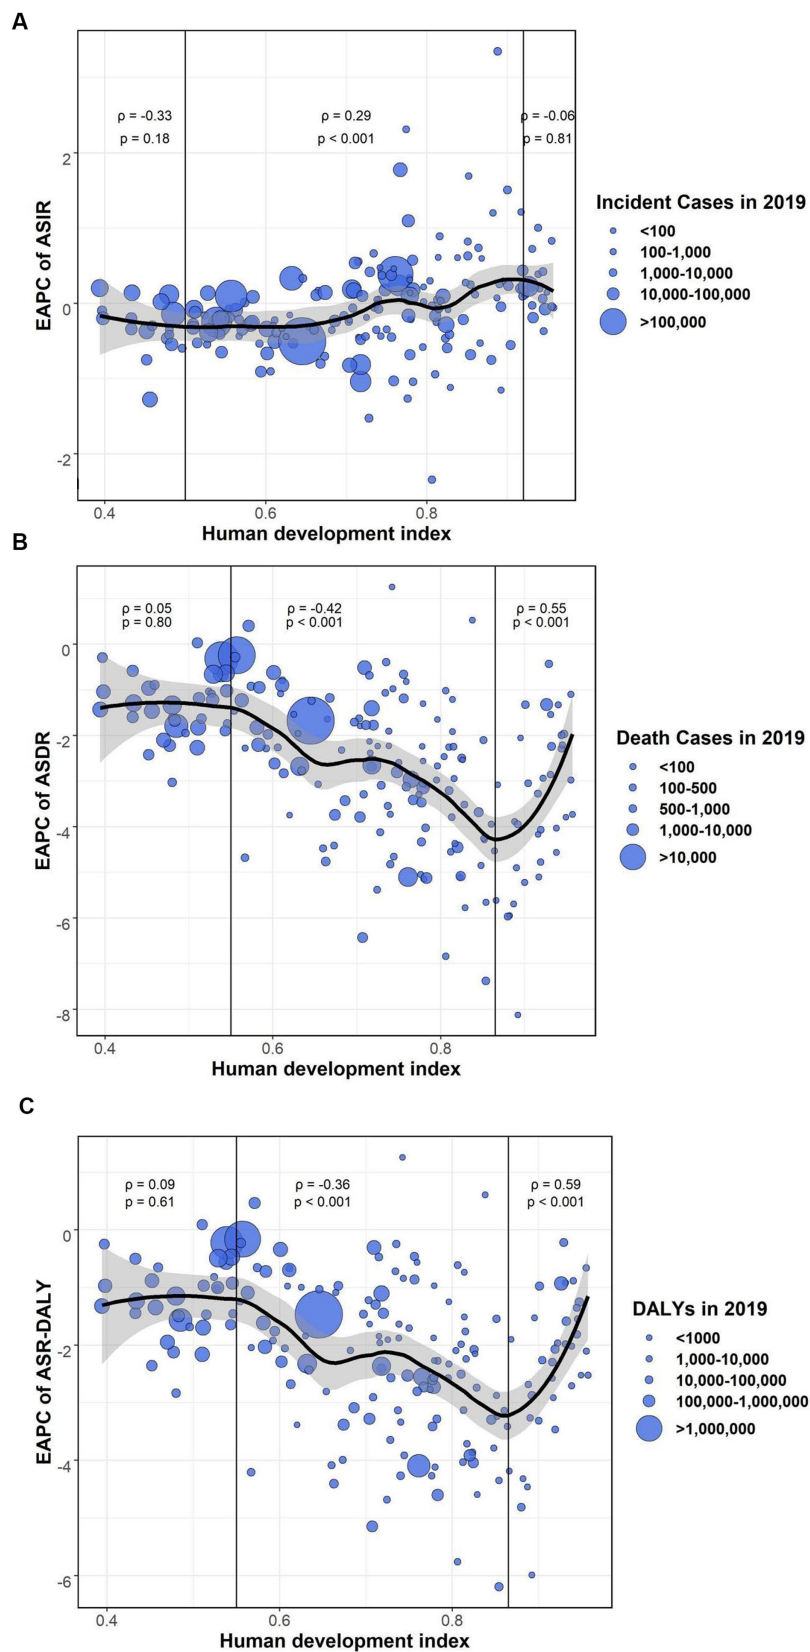 A
ρ = -0.33
p = 0.18
ρ = 0.29
p < 0.001
ρ = -0.06
p = 0.81
2
0
-2
EAPC of ASIR
0.4
0.6
0.8
Human development index
Incident Cases in 2019
<100
100-1,000
1,000-10,000
10,000-100,000
>100,000
B
ρ = 0.05
p = 0.80
ρ = -0.42
p < 0.001
ρ = 0.55
p < 0.001
0
-2
-4
-6
-8
EAPC of ASDR
0.4
0.6
0.8
Human development index
Death Cases in 2019
<100
100-500
500-1,000
1,000-10,000
>10,000
C
ρ = 0.09
p = 0.61
ρ = -0.36
p < 0.001
ρ = 0.59
p < 0.001
0
-2
-4
-6
EAPC of ASR-DALY
0.4
0.6
0.8
Human development index
DALYs in 2019
<1000
1,000-10,000
10,000-100,000
100,000-1,000,000
>1,000,000